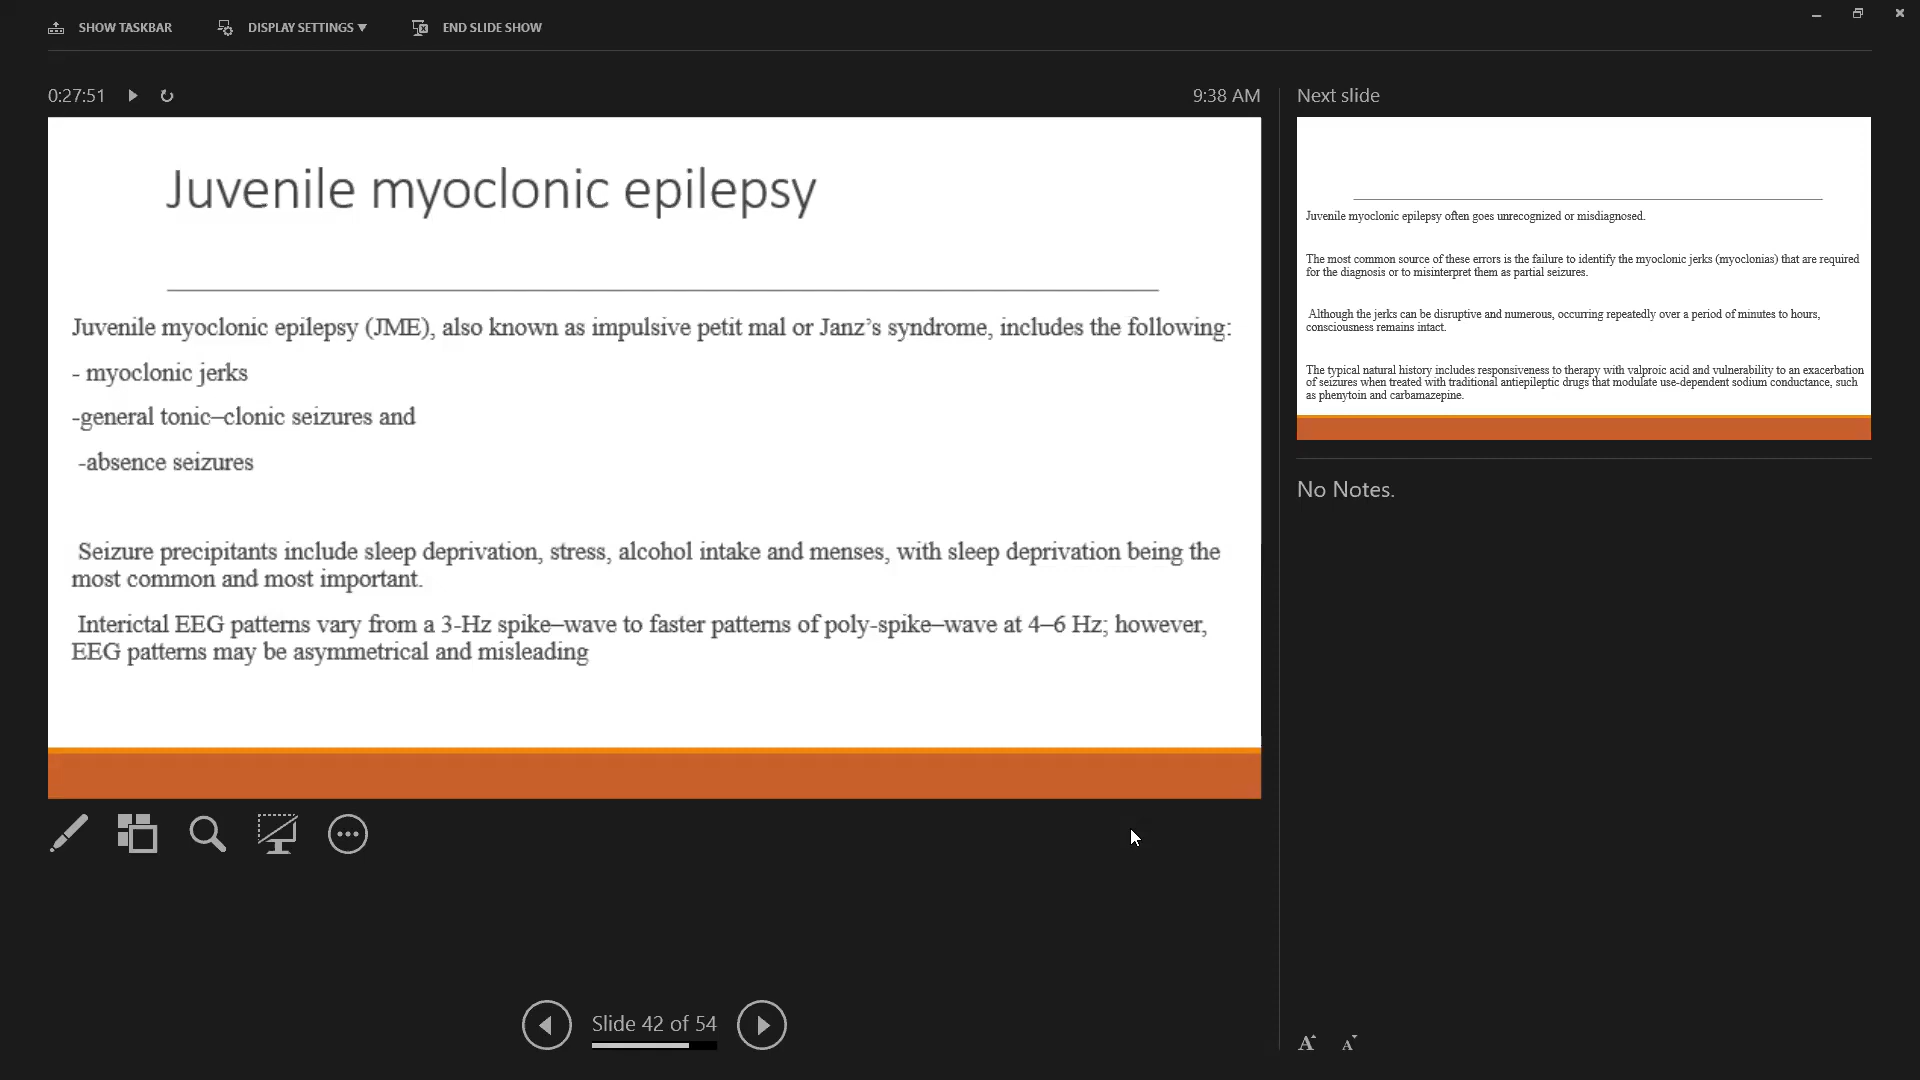 SHOW TASKBAR
DISPLAY SETTINGS
END SLIDE SHOW
0:27:51
9:38 AM
Juvenile myoclonic epilepsy
Juvenile myoclonic epilepsy (JME), also known as impulsive petit mal or Janz’s syndrome, includes the following:
- myoclonic jerks
-general tonic–clonic seizures and
-absence seizures
Seizure precipitants include sleep deprivation, stress, alcohol intake and menses, with sleep deprivation being the
most common and most important.
Interictal EEG patterns vary from a 3-Hz spike–wave to faster patterns of poly-spike–wave at 4–6 Hz; however,
EEG patterns may be asymmetrical and misleading
Slide 42 of 54
Next slide
Juvenile myoclonic epilepsy often goes unrecognized or misdiagnosed.
The most common source of these errors is the failure to identify the myoclonic jerks (myoclonias) that are required
for the diagnosis or to misinterpret them as partial seizures.
Although the jerks can be disruptive and numerous, occurring repeatedly over a period of minutes to hours,
consciousness remains intact.
The typical natural history includes responsiveness to therapy with valproic acid and vulnerability to an exacerbation
of seizures when treated with traditional antiepileptic drugs that modulate use-dependent sodium conductance, such
as phenytoin and carbamazepine.
No Notes.
A A